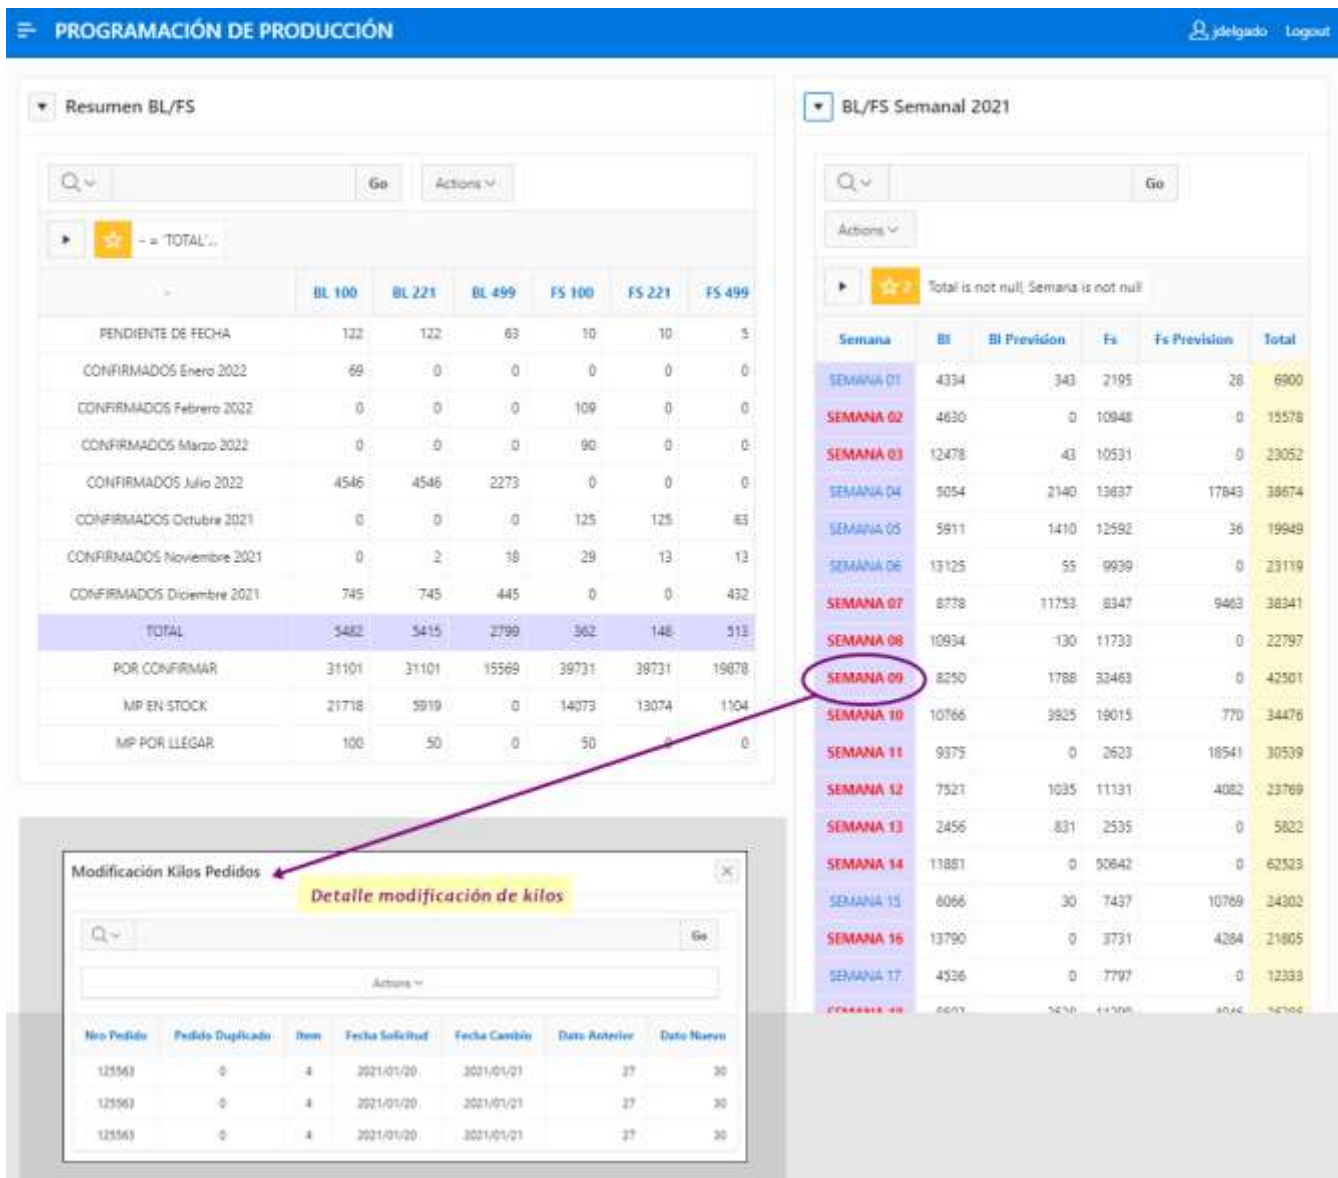 PROGRAMACIÓN DE PRODUCCIÓN
jdelgado Logout
Resumen BL/FS
Go Actions
- = 'TOTAL'...
- BL 100 BL 221 BL 499 FS 100 FS 221 FS 499
PENDIENTE DE FECHA 122 122 63 10 10 5
CONFIRMADOS Enero 2022 69 0 0 0 0 0
CONFIRMADOS Febrero 2022 0 0 0 109 0 0
CONFIRMADOS Marzo 2022 0 0 0 90 0 0
CONFIRMADOS Julio 2022 4546 4546 2273 0 0 0
CONFIRMADOS Octubre 2021 0 0 0 125 125 63
CONFIRMADOS Noviembre 2021 0 2 18 29 13 13
CONFIRMADOS Diciembre 2021 745 745 445 0 0 432
TOTAL 5482 5415 2799 362 148 513
POR CONFIRMAR 31101 31101 15569 39731 39731 19878
MP EN STOCK 21718 5919 0 14073 13074 1104
MP POR LLEGAR 100 50 0 50 0 0
BL/FS Semanal 2021
Go
Actions
2 Total is not null, Semana is not null
Semana Bl Bl Prevision Fs Fs Prevision Total
SEMANA 01 4334 343 2195 28 6900
SEMANA 02 4630 0 10948 0 15578
SEMANA 03 12478 43 10531 0 23052
SEMANA 04 5054 2140 13637 17843 38674
SEMANA 05 5911 1410 12592 36 19949
SEMANA 06 13125 55 9939 0 23119
SEMANA 07 8778 11753 8347 9463 38341
SEMANA 08 10934 130 11733 0 22797
SEMANA 09 8250 1788 32463 0 42501
SEMANA 10 10766 3925 19015 770 34476
SEMANA 11 9375 0 2623 18541 30539
SEMANA 12 7521 1035 11131 4082 23769
SEMANA 13 2456 831 2535 0 5822
SEMANA 14 11881 0 50642 0 62523
SEMANA 15 6066 30 7437 10769 24302
SEMANA 16 13790 0 3731 4284 21805
SEMANA 17 4536 0 7797 0 12333
Modificación Kilos Pedidos
Detalle modificación de kilos
Go
Actions
Nro Pedido Pedido Duplicado Item Fecha Solicitud Fecha Cambio Dato Anterior Dato Nuevo
125563 0 4 2021/01/20 2021/01/21 27 30
125563 0 4 2021/01/20 2021/01/21 27 30
125563 0 4 2021/01/20 2021/01/21 27 30